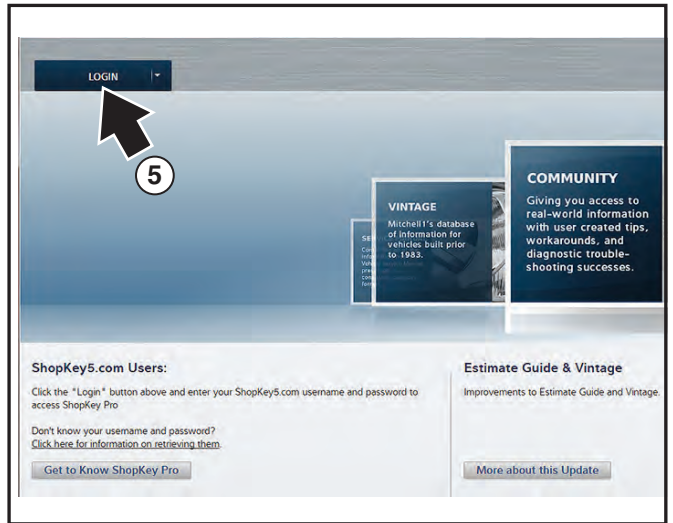 LOGIN
5
COMMUNITY
Giving you access to
real-world information
with user created tips,
workarounds, and
diagnostic trouble-
shooting successes.
VINTAGE
Mitchell1's database
of information for
vehicles built prior
to 1983.
ShopKey5.com Users:
Click the "Login" button above and enter your ShopKey5.com username and password to
access ShopKey Pro
Don't know your username and password?
Click here for information on retrieving them.
Get to Know ShopKey Pro
Estimate Guide & Vintage
Improvements to Estimate Guide and Vintage.
More about this Update